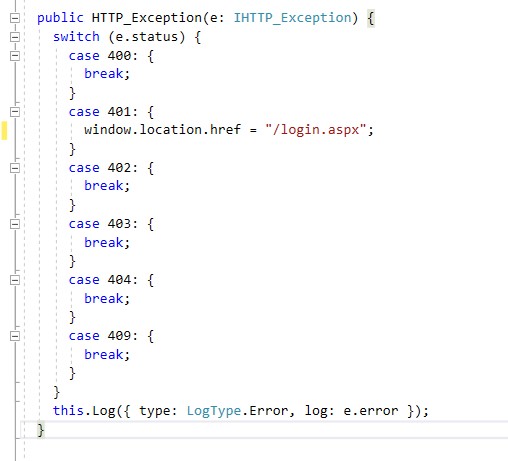 public HTTP_Exception(e: IHTTP_Exception) {
  switch (e.status) {
    case 400: {
      break;
    }
    case 401: {
      window.location.href = "/login.aspx";
    }
    case 402: {
      break;
    }
    case 403: {
      break;
    }
    case 404: {
      break;
    }
    case 409: {
      break;
    }
  }
  this.Log({ type: LogType.Error, log: e.error });
}